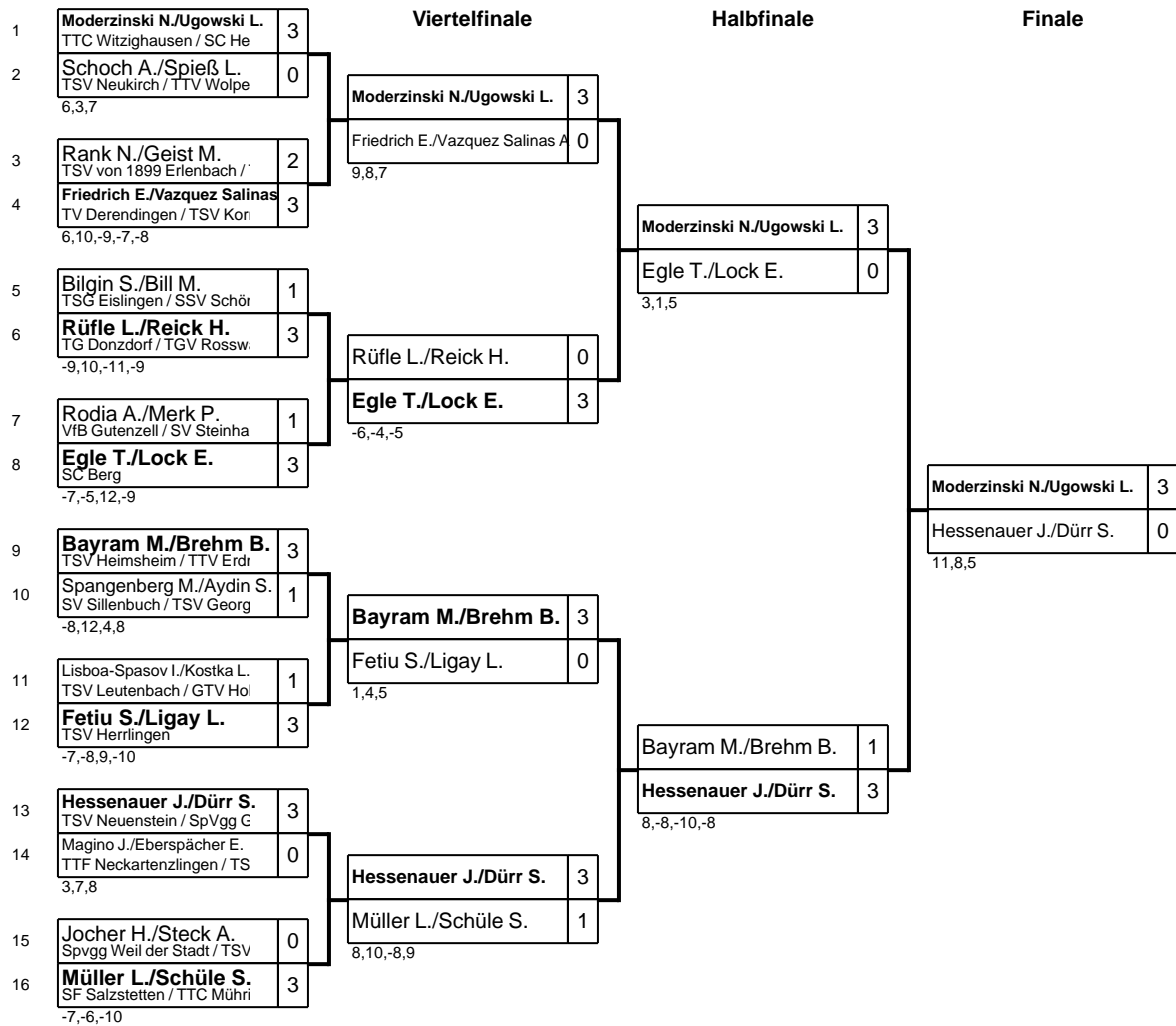 Viertelfinale
Halbfinale
Finale
1
Moderzinski N./Ugowski L.
3
TTC Witzighausen / SC He
2
Schoch A./Spieß L.
0
TSV Neukirch / TTV Wolpe
6,3,7
3
Rank N./Geist M.
2
TSV von 1899 Erlenbach /
4
Friedrich E./Vazquez Salinas
3
TV Derendingen / TSV Kor
6,10,-9,-7,-8
5
Bilgin S./Bill M.
1
TSG Eislingen / SSV Schör
6
Rüfle L./Reick H.
3
TG Donzdorf / TGV Rossw
-9,10,-11,-9
7
Rodia A./Merk P.
1
VfB Gutenzell / SV Steinha
8
Egle T./Lock E.
3
SC Berg
-7,-5,12,-9
9
Bayram M./Brehm B.
3
TSV Heimsheim / TTV Erdr
10
Spangenberg M./Aydin S.
1
SV Sillenbuch / TSV Georg
-8,12,4,8
11
Lisboa-Spasov I./Kostka L.
1
TSV Leutenbach / GTV Hol
12
Fetiu S./Ligay L.
3
TSV Herrlingen
-7,-8,9,-10
13
Hessenauer J./Dürr S.
3
TSV Neuenstein / SpVgg G
14
Magino J./Eberspächer E.
0
TTF Neckartenzlingen / TS
3,7,8
15
Jocher H./Steck A.
0
Spvgg Weil der Stadt / TSV
16
Müller L./Schüle S.
3
SF Salzstetten / TTC Mühri
-7,-6,-10
Moderzinski N./Ugowski L.
3
Friedrich E./Vazquez Salinas A
0
9,8,7
Rüfle L./Reick H.
0
Egle T./Lock E.
3
-6,-4,-5
Bayram M./Brehm B.
3
Fetiu S./Ligay L.
0
1,4,5
Hessenauer J./Dürr S.
3
Müller L./Schüle S.
1
8,10,-8,9
Moderzinski N./Ugowski L.
3
Egle T./Lock E.
0
3,1,5
Bayram M./Brehm B.
1
Hessenauer J./Dürr S.
3
8,-8,-10,-8
Moderzinski N./Ugowski L.
3
Hessenauer J./Dürr S.
0
11,8,5